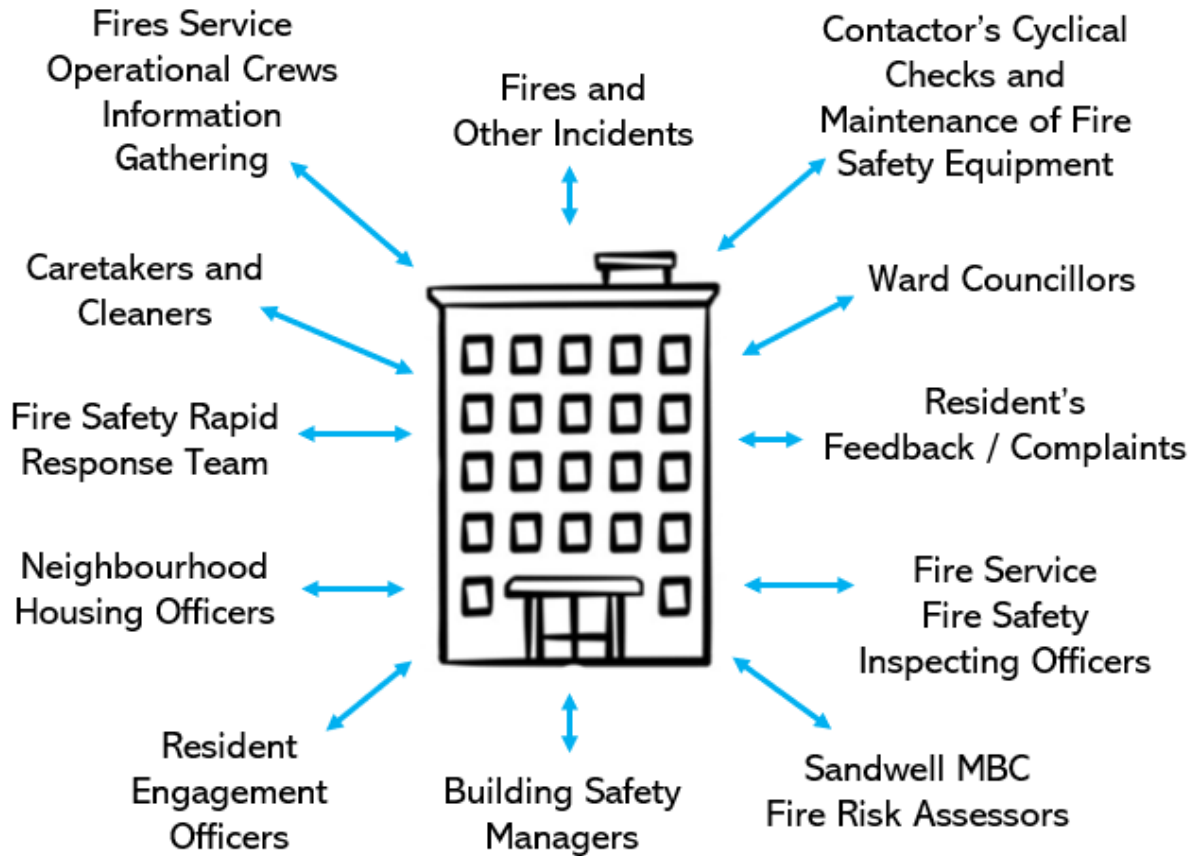 Fires Service
Operational Crews
Information
Gathering
Fires and
Other Incidents
Contactor's Cyclical
Checks and
Maintenance of Fire
Safety Equipment
Caretakers and
Cleaners
Ward Councillors
Fire Safety Rapid
Response Team
Resident's
Feedback / Complaints
Neighbourhood
Housing Officers
Fire Service
Fire Safety
Inspecting Officers
Resident
Engagement
Officers
Building Safety
Managers
Sandwell MBC
Fire Risk Assessors